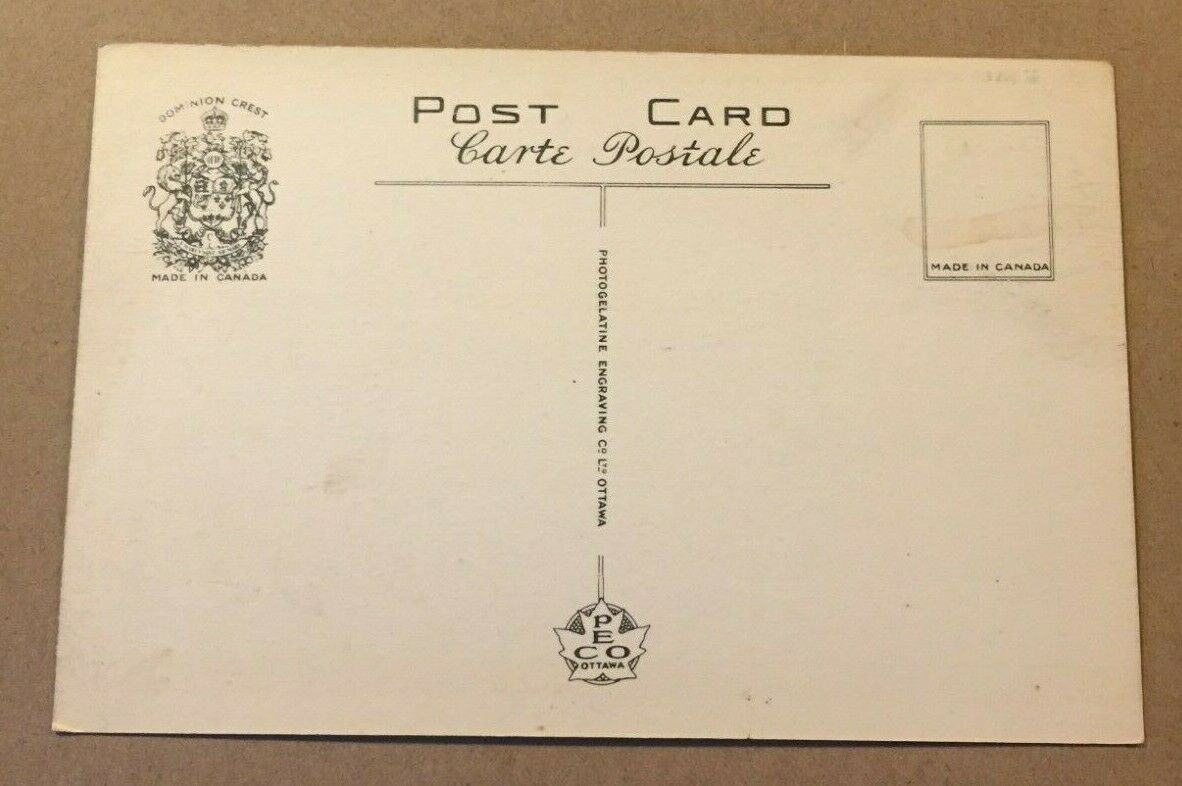 DOMINION CREST
MADE IN CANADA
POST CARD
Carte Postale
MADE IN CANADA
PHOTOGELATINE ENGRAVING Co LTD OTTAWA
PECO
OTTAWA